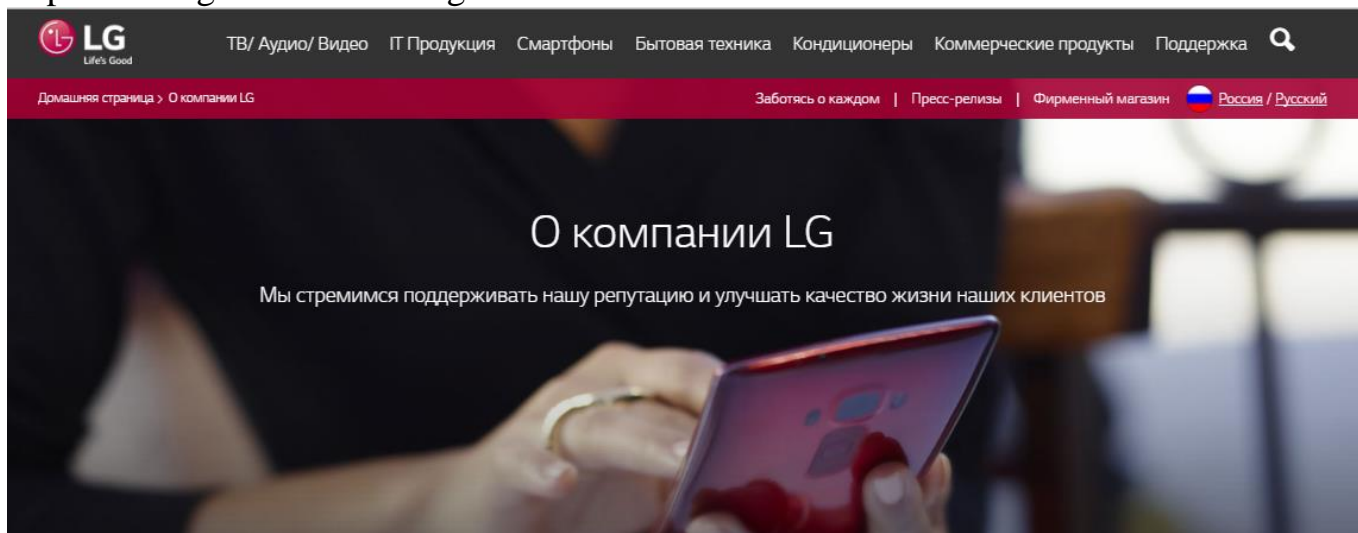 LG
Life's Good
ТВ/ Аудио/ Видео IT Продукция Смартфоны Бытовая техника Кондиционеры Коммерческие продукты Поддержка
Домашняя страница > О компании LG Заботясь о каждом | Пресс-релизы | Фирменный магазин Россия / Русский
О компании LG
Мы стремимся поддерживать нашу репутацию и улучшать качество жизни наших клиентов